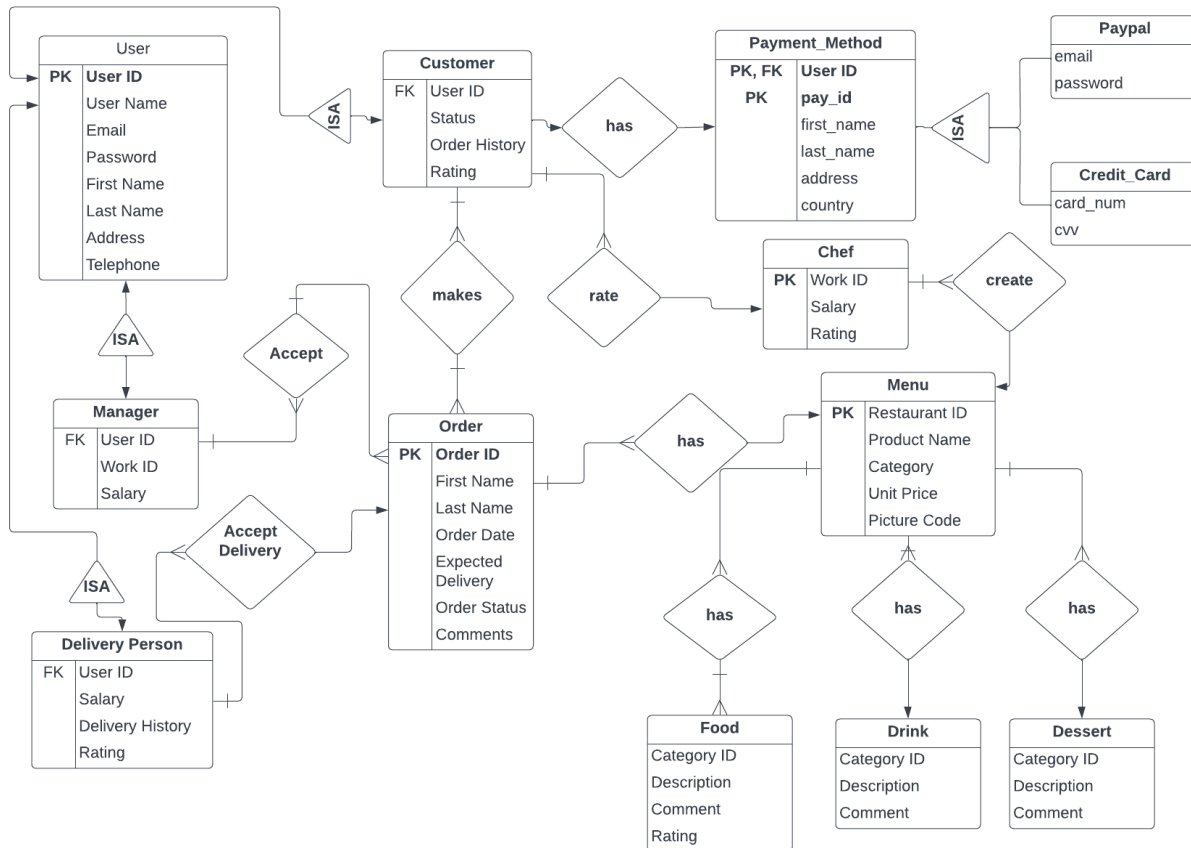 User
PK User ID
User Name
Email
Password
First Name
Last Name
Address
Telephone
ISA
Customer
FK User ID
Status
Order History
Rating
has
Payment_Method
PK, FK User ID
PK pay_id
first_name
last_name
address
country
ISA
Paypal
email
password
Credit_Card
card_num
cvv
makes
rate
Chef
PK Work ID
Salary
Rating
create
ISA
Accept
Manager
FK User ID
Work ID
Salary
Order
PK Order ID
First Name
Last Name
Order Date
Expected
Delivery
Order Status
Comments
has
Menu
PK Restaurant ID
Product Name
Category
Unit Price
Picture Code
Accept
Delivery
ISA
Delivery Person
FK User ID
Salary
Delivery History
Rating
has
has
has
Food
Category ID
Description
Comment
Rating
Drink
Category ID
Description
Comment
Dessert
Category ID
Description
Comment